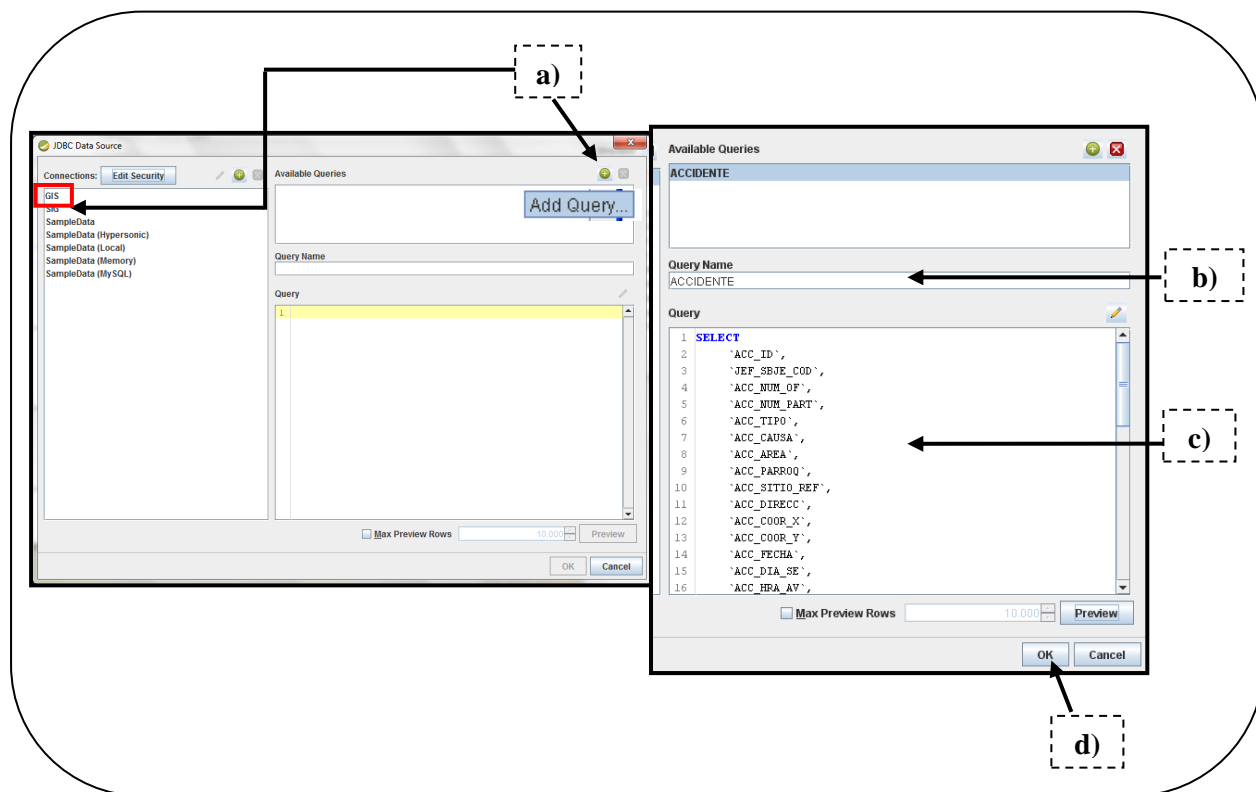 a)
JDBC Data Source
Connections:
Edit Security
GIS
SIG
SampleData
SampleData (Hypersonic)
SampleData (Local)
SampleData (Memory)
SampleData (MySQL)
Available Queries
Add Query...
Query Name
Query
1
Max Preview Rows
10.000
Preview
OK
Cancel
Available Queries
ACCIDENTE
Query Name
ACCIDENTE
b)
Query
1 SELECT
2 `ACC_ID`,
3 `JEF_SBJE_COD`,
4 `ACC_NUM_OF`,
5 `ACC_NUM_PART`,
6 `ACC_TIPO`,
7 `ACC_CAUSA`,
8 `ACC_AREA`,
9 `ACC_PARROQ`,
10 `ACC_SITIO_REF`,
11 `ACC_DIRECC`,
12 `ACC_COOR_X`,
13 `ACC_COOR_Y`,
14 `ACC_FECHA`,
15 `ACC_DIA_SE`,
16 `ACC_HRA_AV`,
c)
Max Preview Rows
10.000
Preview
OK
Cancel
d)